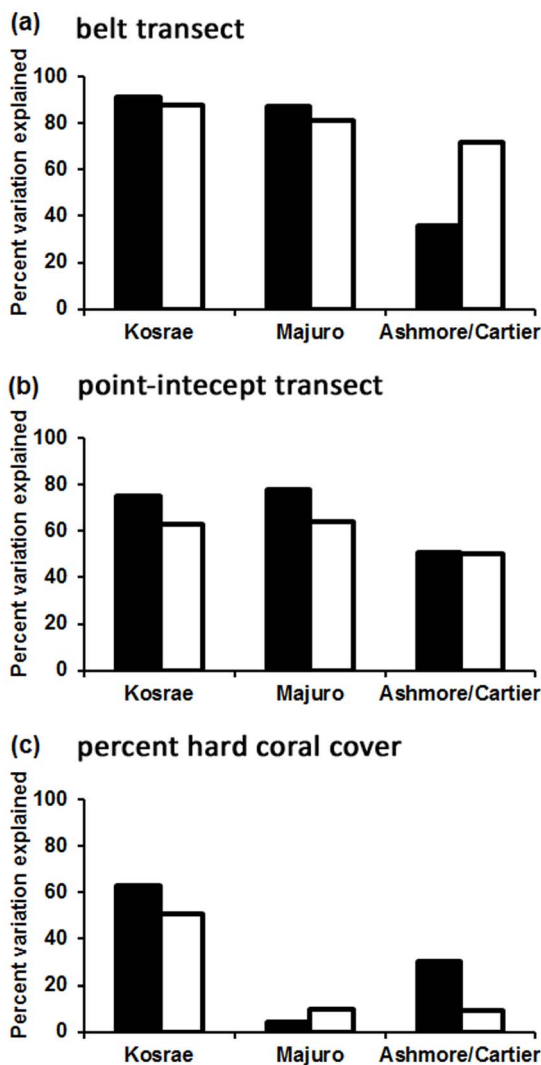 (a) belt transect
Percent variation explained
100
80
60
40
20
0
Kosrae Majuro Ashmore/Cartier
(b) point-intecept transect
Percent variation explained
100
80
60
40
20
0
Kosrae Majuro Ashmore/Cartier
(c) percent hard coral cover
Percent variation explained
100
80
60
40
20
0
Kosrae Majuro Ashmore/Cartier